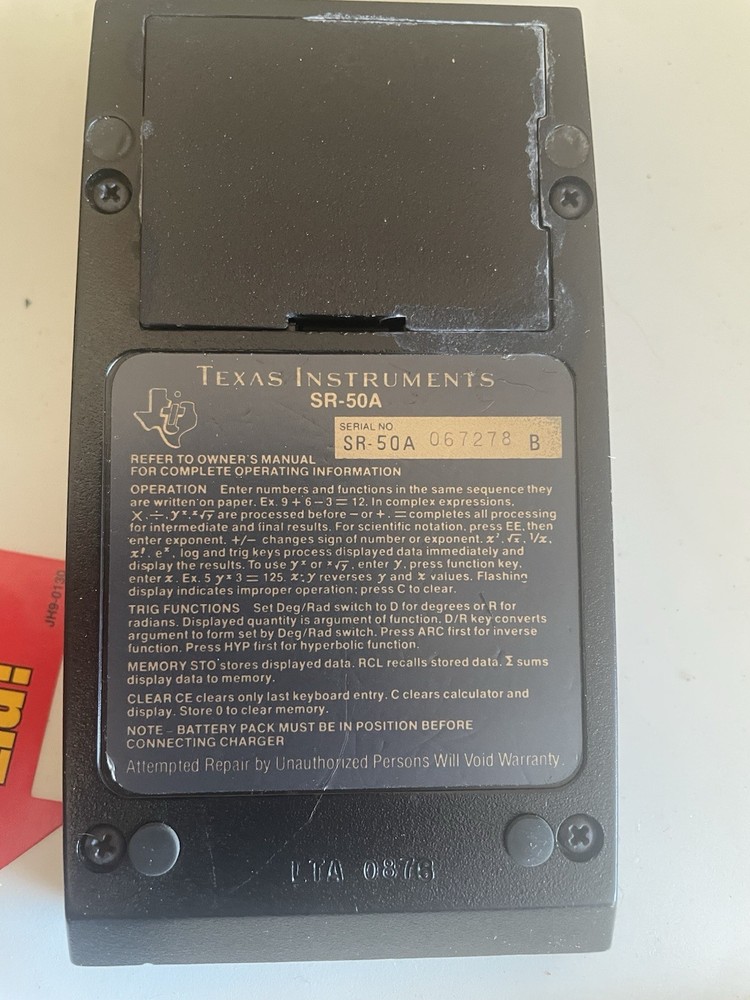 TEXAS INSTRUMENTS
SR-50A
SERIAL NO.
SR-50A 067278 B
REFER TO OWNER'S MANUAL
FOR COMPLETE OPERATING INFORMATION
OPERATION Enter numbers and functions in the same sequence they
are written on paper. Ex. 9 + 6 − 3 = 12. In complex expressions,
×, ÷, yˣ, ˣ√y are processed before − or +. = completes all processing
for intermediate and final results. For scientific notation, press EE, then
enter exponent. +/− changes sign of number or exponent. x², √x, 1/x,
x!, eˣ, log and trig keys process displayed data immediately and
display the results. To use yˣ or ˣ√y, enter y, press function key,
enter x. Ex. 5 yˣ 3 = 125. x:y reverses y and x values. Flashing
display indicates improper operation; press C to clear.
TRIG FUNCTIONS Set Deg/Rad switch to D for degrees or R for
radians. Displayed quantity is argument of function. D/R key converts
argument to form set by Deg/Rad switch. Press ARC first for inverse
function. Press HYP first for hyperbolic function.
MEMORY STO stores displayed data. RCL recalls stored data. Σ sums
display data to memory.
CLEAR CE clears only last keyboard entry. C clears calculator and
display. Store 0 to clear memory.
NOTE - BATTERY PACK MUST BE IN POSITION BEFORE
CONNECTING CHARGER
Attempted Repair by Unauthorized Persons Will Void Warranty.
JH9-0130